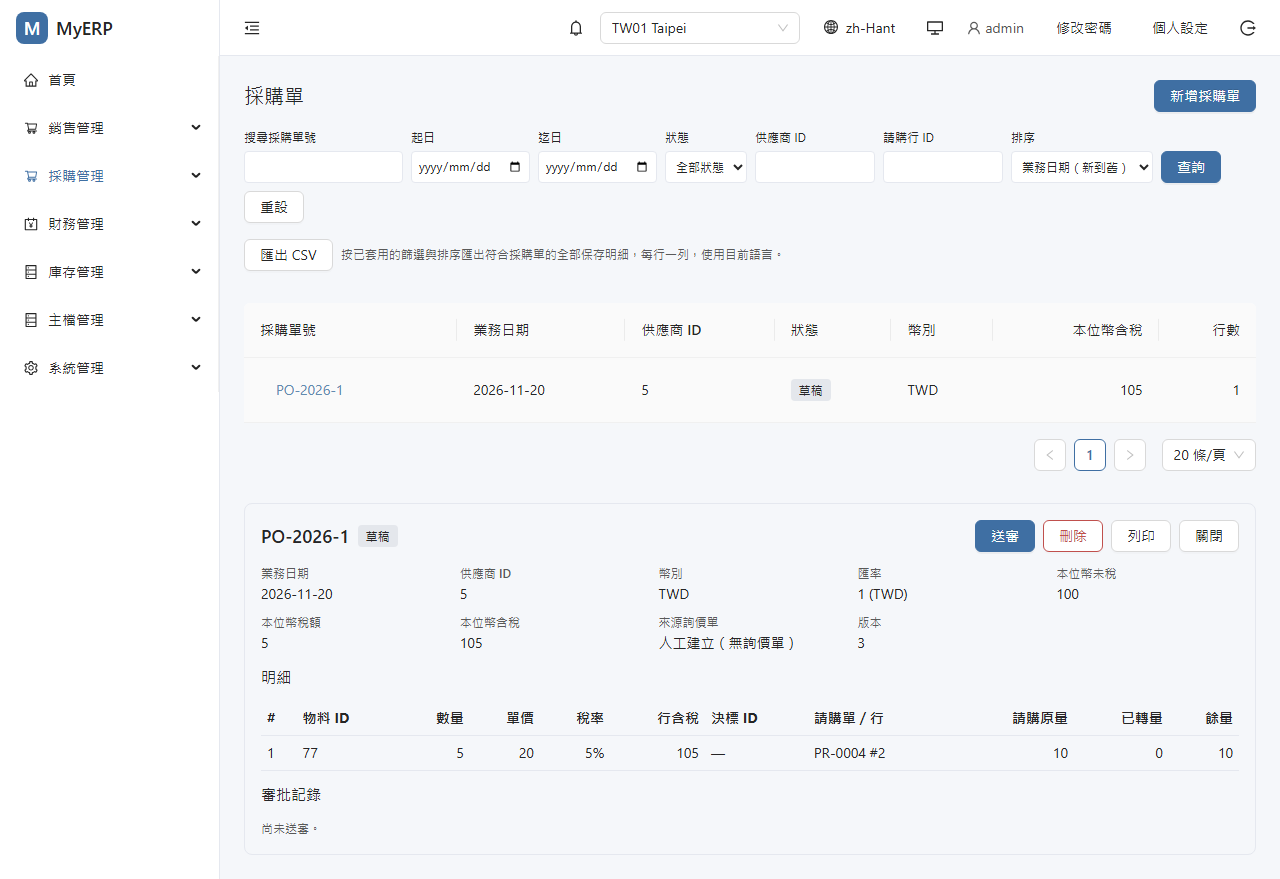 M MyERP
TW01 Taipei
zh-Hant
admin
修改密碼
個人設定
首頁
銷售管理
採購管理
財務管理
庫存管理
主檔管理
系統管理
採購單
新增採購單
搜尋採購單號 起日 迄日 狀態 供應商 ID 請購行 ID 排序
yyyy/mm/dd yyyy/mm/dd 全部狀態 業務日期（新到舊） 查詢
重設
匯出 CSV 按已套用的篩選與排序匯出符合採購單的全部保存明細，每行一列，使用目前語言。
採購單號 業務日期 供應商 ID 狀態 幣別 本位幣含稅 行數
PO-2026-1 2026-11-20 5 草稿 TWD 105 1
< 1 > 20 條/頁
PO-2026-1 草稿 送審 刪除 列印 關閉
業務日期 供應商 ID 幣別 匯率 本位幣未稅
2026-11-20 5 TWD 1 (TWD) 100
本位幣稅額 本位幣含稅 來源詢價單 版本
5 105 人工建立（無詢價單） 3
明細
# 物料 ID 數量 單價 稅率 行含稅 決標 ID 請購單 / 行 請購原量 已轉量 餘量
1 77 5 20 5% 105 — PR-0004 #2 10 0 10
審批記錄
尚未送審。